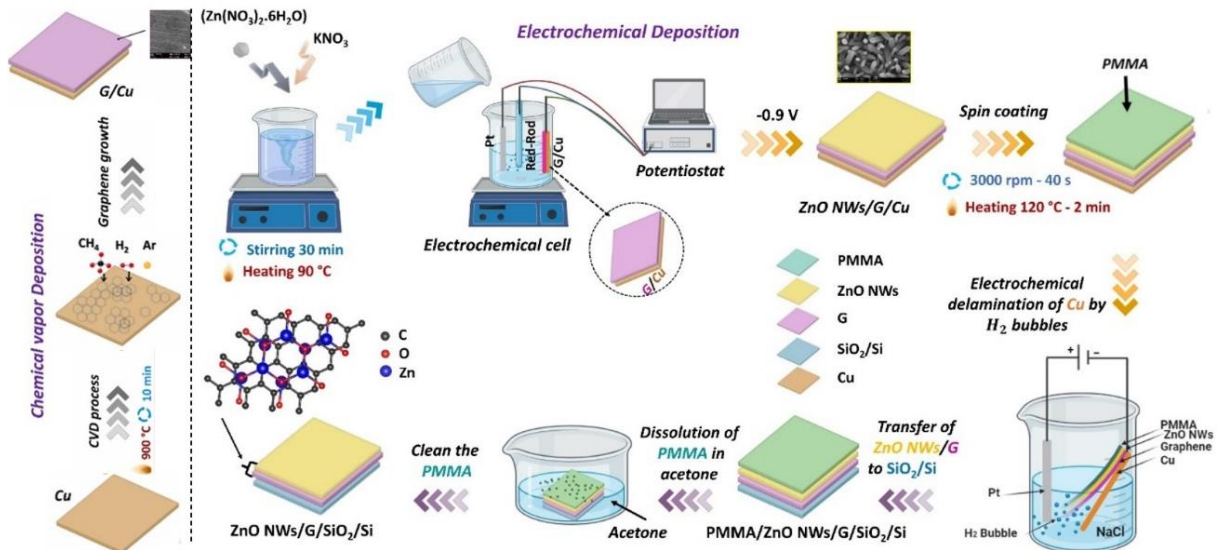 G/Cu
Graphene growth
CH4 H2 Ar
Chemical vapor Deposition
CVD process
900 °C 10 min
Cu
(Zn(NO3)2.6H2O)
KNO3
Stirring 30 min
Heating 90 °C
Electrochemical Deposition
Pt
Red-Rod
G/Cu
Potentiostat
Electrochemical cell
G/Cu
-0.9 V
ZnO NWs/G/Cu
Spin coating
3000 rpm - 40 s
Heating 120 °C - 2 min
PMMA
PMMA
ZnO NWs
G
SiO2/Si
Cu
Electrochemical
delamination of Cu by
H2 bubbles
+ −
PMMA
ZnO NWs
Graphene
Cu
Pt
H2 Bubble
NaCl
Transfer of
ZnO NWs/G
to SiO2/Si
PMMA/ZnO NWs/G/SiO2/Si
Dissolution of
PMMA in
acetone
Acetone
Clean the
PMMA
C
O
Zn
ZnO NWs/G/SiO2/Si